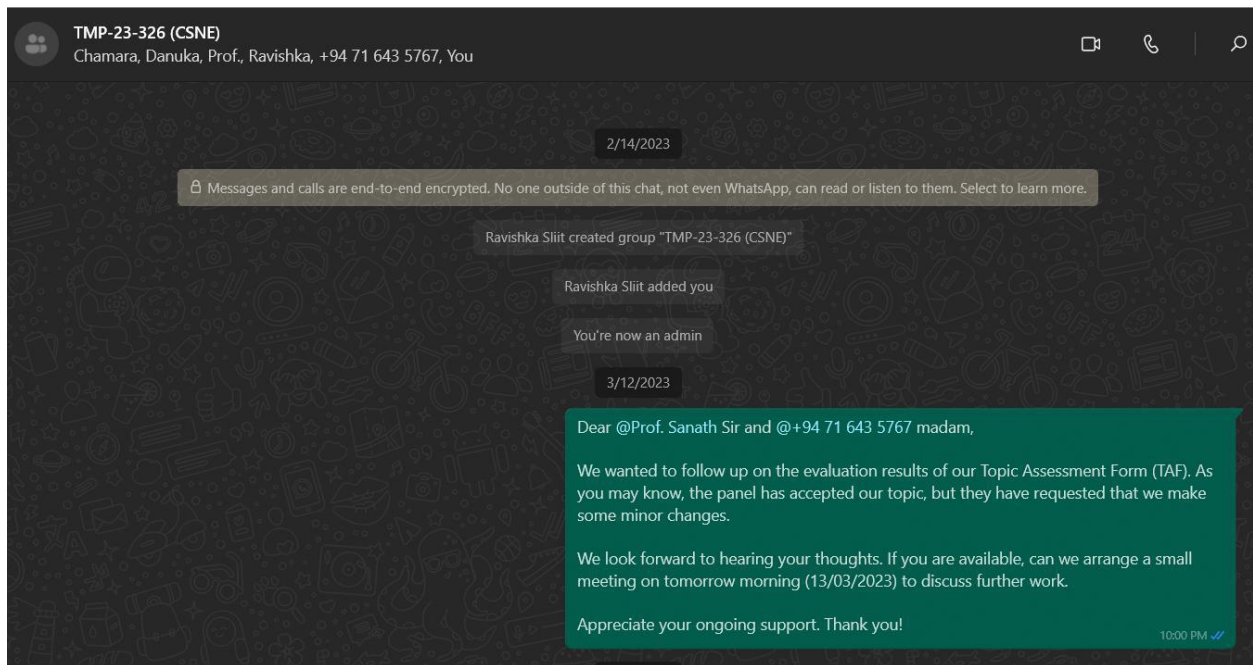 TMP-23-326 (CSNE)
Chamara, Danuka, Prof., Ravishka, +94 71 643 5767, You
2/14/2023
Messages and calls are end-to-end encrypted. No one outside of this chat, not even WhatsApp, can read or listen to them. Select to learn more.
Ravishka Sliit created group "TMP-23-326 (CSNE)"
Ravishka Sliit added you
You're now an admin
3/12/2023
Dear @Prof. Sanath Sir and @+94 71 643 5767 madam,
We wanted to follow up on the evaluation results of our Topic Assessment Form (TAF). As
you may know, the panel has accepted our topic, but they have requested that we make
some minor changes.
We look forward to hearing your thoughts. If you are available, can we arrange a small
meeting on tomorrow morning (13/03/2023) to discuss further work.
Appreciate your ongoing support. Thank you!
10:00 PM